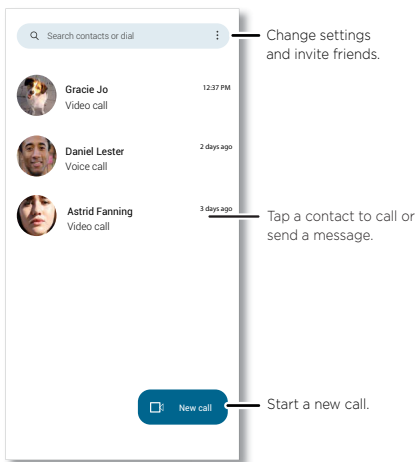 Search contacts or dial
Change settings
and invite friends.
Gracie Jo
12:37 PM
Video call
Daniel Lester
2 days ago
Voice call
Astrid Fanning
3 days ago
Video call
Tap a contact to call or
send a message.
New call
Start a new call.